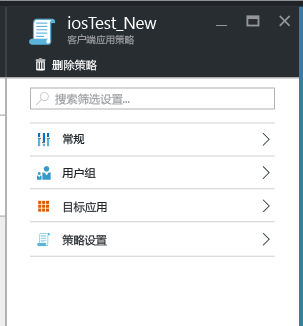 iosTest_New
客户端应用策略
删除策略
搜索筛选设置...
常规
用户组
目标应用
策略设置